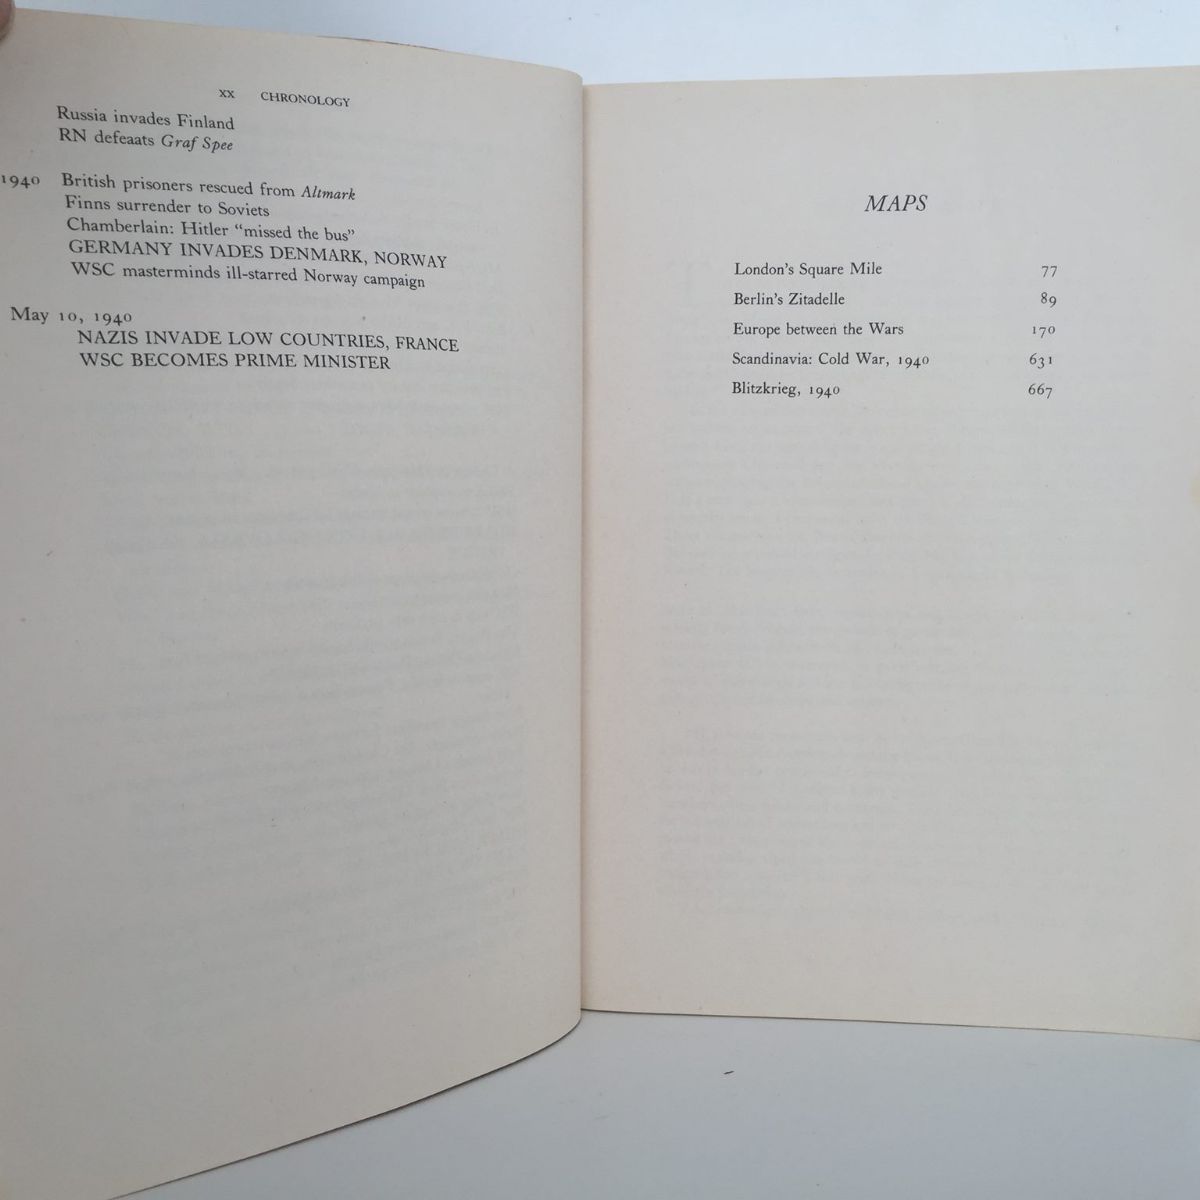 xx CHRONOLOGY
Russia invades Finland
RN defeaats Graf Spee
1940 British prisoners rescued from Altmark
Finns surrender to Soviets
Chamberlain: Hitler “missed the bus”
GERMANY INVADES DENMARK, NORWAY
WSC masterminds ill-starred Norway campaign
May 10, 1940
NAZIS INVADE LOW COUNTRIES, FRANCE
WSC BECOMES PRIME MINISTER
MAPS
London’s Square Mile 77
Berlin’s Zitadelle 89
Europe between the Wars 170
Scandinavia: Cold War, 1940 631
Blitzkrieg, 1940 667